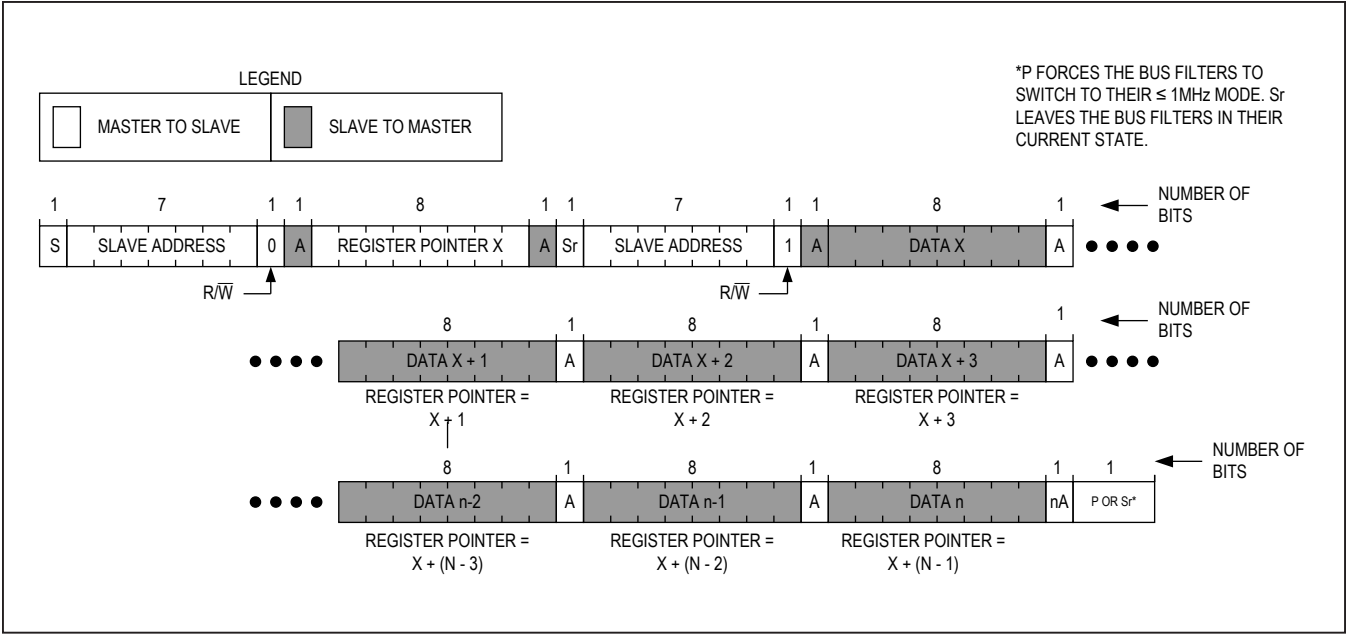 LEGEND
MASTER TO SLAVE
SLAVE TO MASTER
*P FORCES THE BUS FILTERS TO
SWITCH TO THEIR ≤ 1MHz MODE. Sr
LEAVES THE BUS FILTERS IN THEIR
CURRENT STATE.
1 7 1 1 8 1 1 7 1 1 8 1
NUMBER OF
BITS
S SLAVE ADDRESS 0 A REGISTER POINTER X A Sr SLAVE ADDRESS 1 A DATA X A
R/W̅ R/W̅
8 1 8 1 8 1
NUMBER OF
BITS
DATA X + 1 A DATA X + 2 A DATA X + 3 A
REGISTER POINTER = REGISTER POINTER = REGISTER POINTER =
X + 1 X + 2 X + 3
8 1 8 1 8 1 1
NUMBER OF
BITS
DATA n-2 A DATA n-1 A DATA n nA P OR Sr*
REGISTER POINTER = REGISTER POINTER = REGISTER POINTER =
X + (N - 3) X + (N - 2) X + (N - 1)